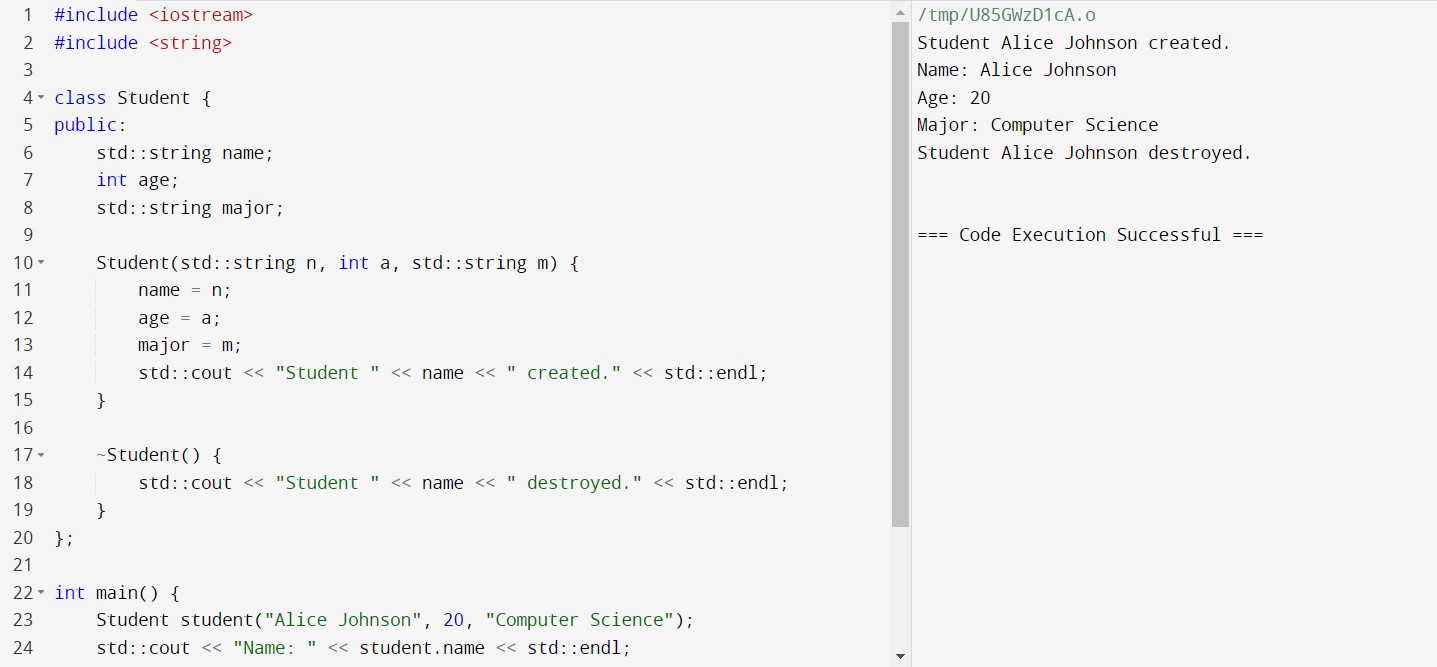 1 #include <iostream>
2 #include <string>
3
4 class Student {
5 public:
6     std::string name;
7     int age;
8     std::string major;
9
10     Student(std::string n, int a, std::string m) {
11         name = n;
12         age = a;
13         major = m;
14         std::cout << "Student " << name << " created." << std::endl;
15     }
16
17     ~Student() {
18         std::cout << "Student " << name << " destroyed." << std::endl;
19     }
20 };
21
22 int main() {
23     Student student("Alice Johnson", 20, "Computer Science");
24     std::cout << "Name: " << student.name << std::endl;
/tmp/U85GWzD1cA.o
Student Alice Johnson created.
Name: Alice Johnson
Age: 20
Major: Computer Science
Student Alice Johnson destroyed.
=== Code Execution Successful ===